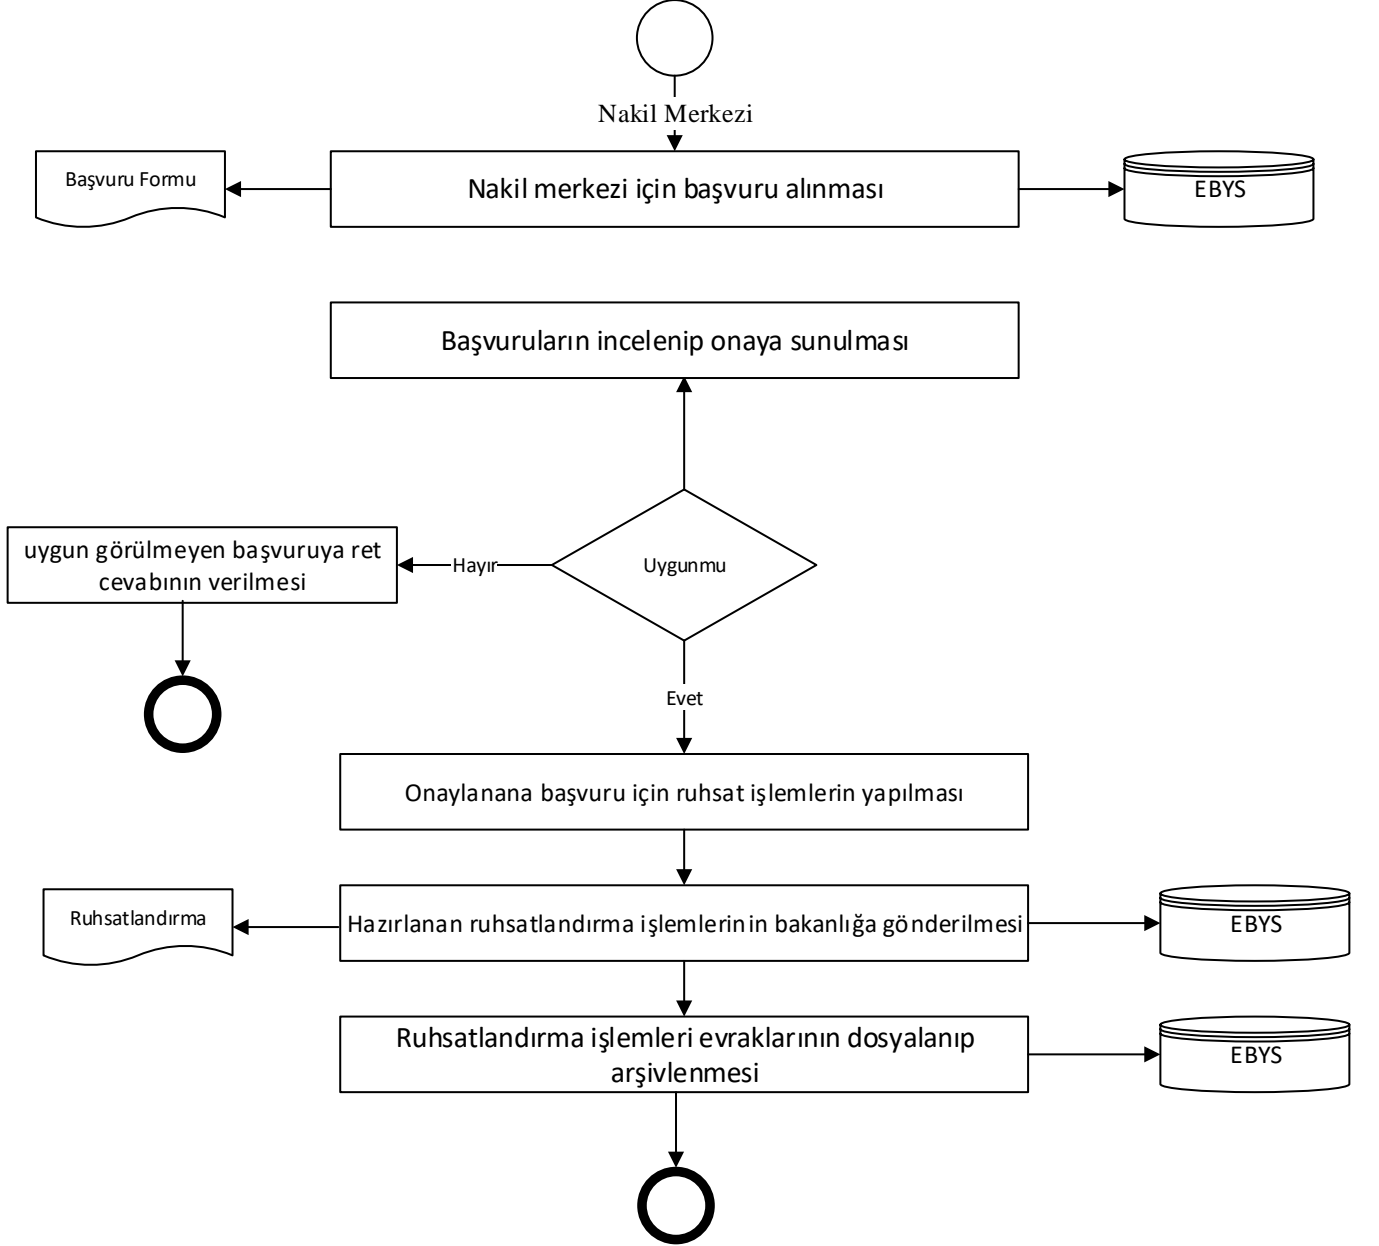 Nakil Merkezi
Başvuru Formu
Nakil merkezi için başvuru alınması
EBYS
Başvuruların incelenip onaya sunulması
uygun görülmeyen başvuruya ret
cevabının verilmesi
Hayır
Uygunmu
Evet
Onaylanana başvuru için ruhsat işlemlerin yapılması
Ruhsatlandırma
Hazırlanan ruhsatlandırma işlemlerinin bakanlığa gönderilmesi
EBYS
Ruhsatlandırma işlemleri evraklarının dosyalanıp
arşivlenmesi
EBYS